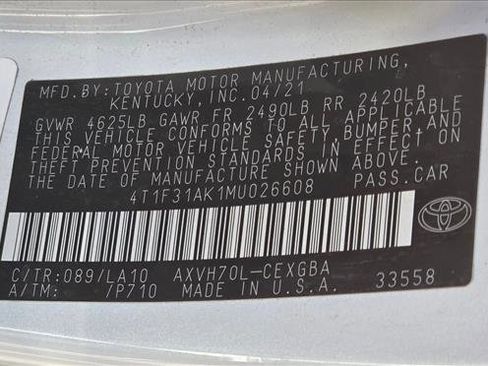 MFD. BY: TOYOTA MOTOR MANUFACTURING,
KENTUCKY, INC. 04/21
GVWR 4625LB GAWR FR 2490LB RR 2420LB
THIS VEHICLE CONFORMS TO ALL APPLICABLE
FEDERAL MOTOR VEHICLE SAFETY, BUMPER, AND
THEFT PREVENTION STANDARDS IN EFFECT ON
THE DATE OF MANUFACTURE SHOWN ABOVE.
4T1F31AK1MU026608 PASS. CAR
C/TR: 089/LA10 AXVH70L-CEXGBA
A/TM: /P710 MADE IN U.S.A. 33558